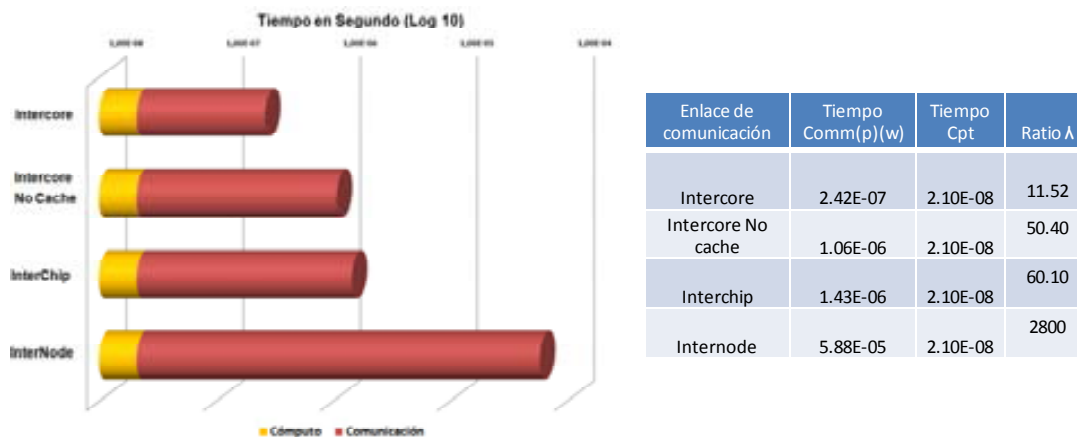 Tiempo en Segundo (Log 10)
1,00E-08 1,00E-07 1,00E-06 1,00E-05 1,00E-04
Intercore
Intercore
No Cache
InterChip
InterNode
Cómputo Comunicación
Enlace de comunicación Tiempo Comm(p)(w) Tiempo Cpt Ratio λ
Intercore 2.42E-07 2.10E-08 11.52
Intercore No cache 1.06E-06 2.10E-08 50.40
Interchip 1.43E-06 2.10E-08 60.10
Internode 5.88E-05 2.10E-08 2800